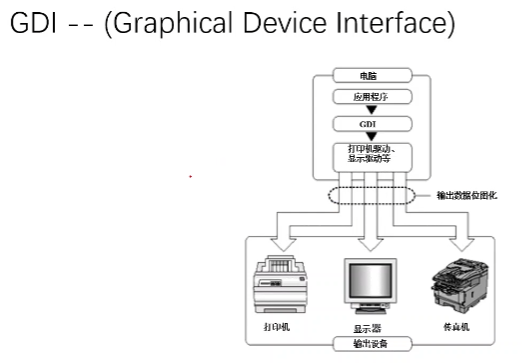 GDI -- (Graphical Device Interface)
电脑
应用程序
GDI
打印机驱动、
显示驱动等
输出数据位图化
打印机
显示器
传真机
输出设备